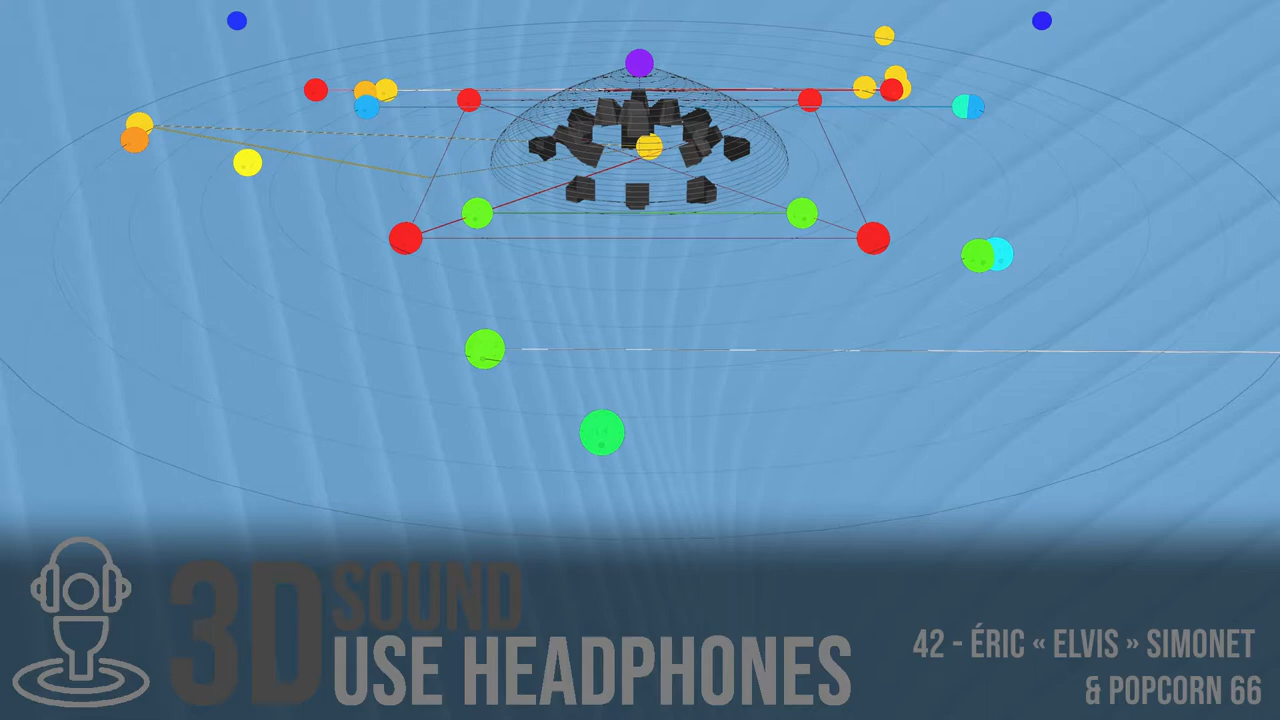 3D SOUND
USE HEADPHONES
42 - ÉRIC « ELVIS » SIMONET
& POPCORN 66